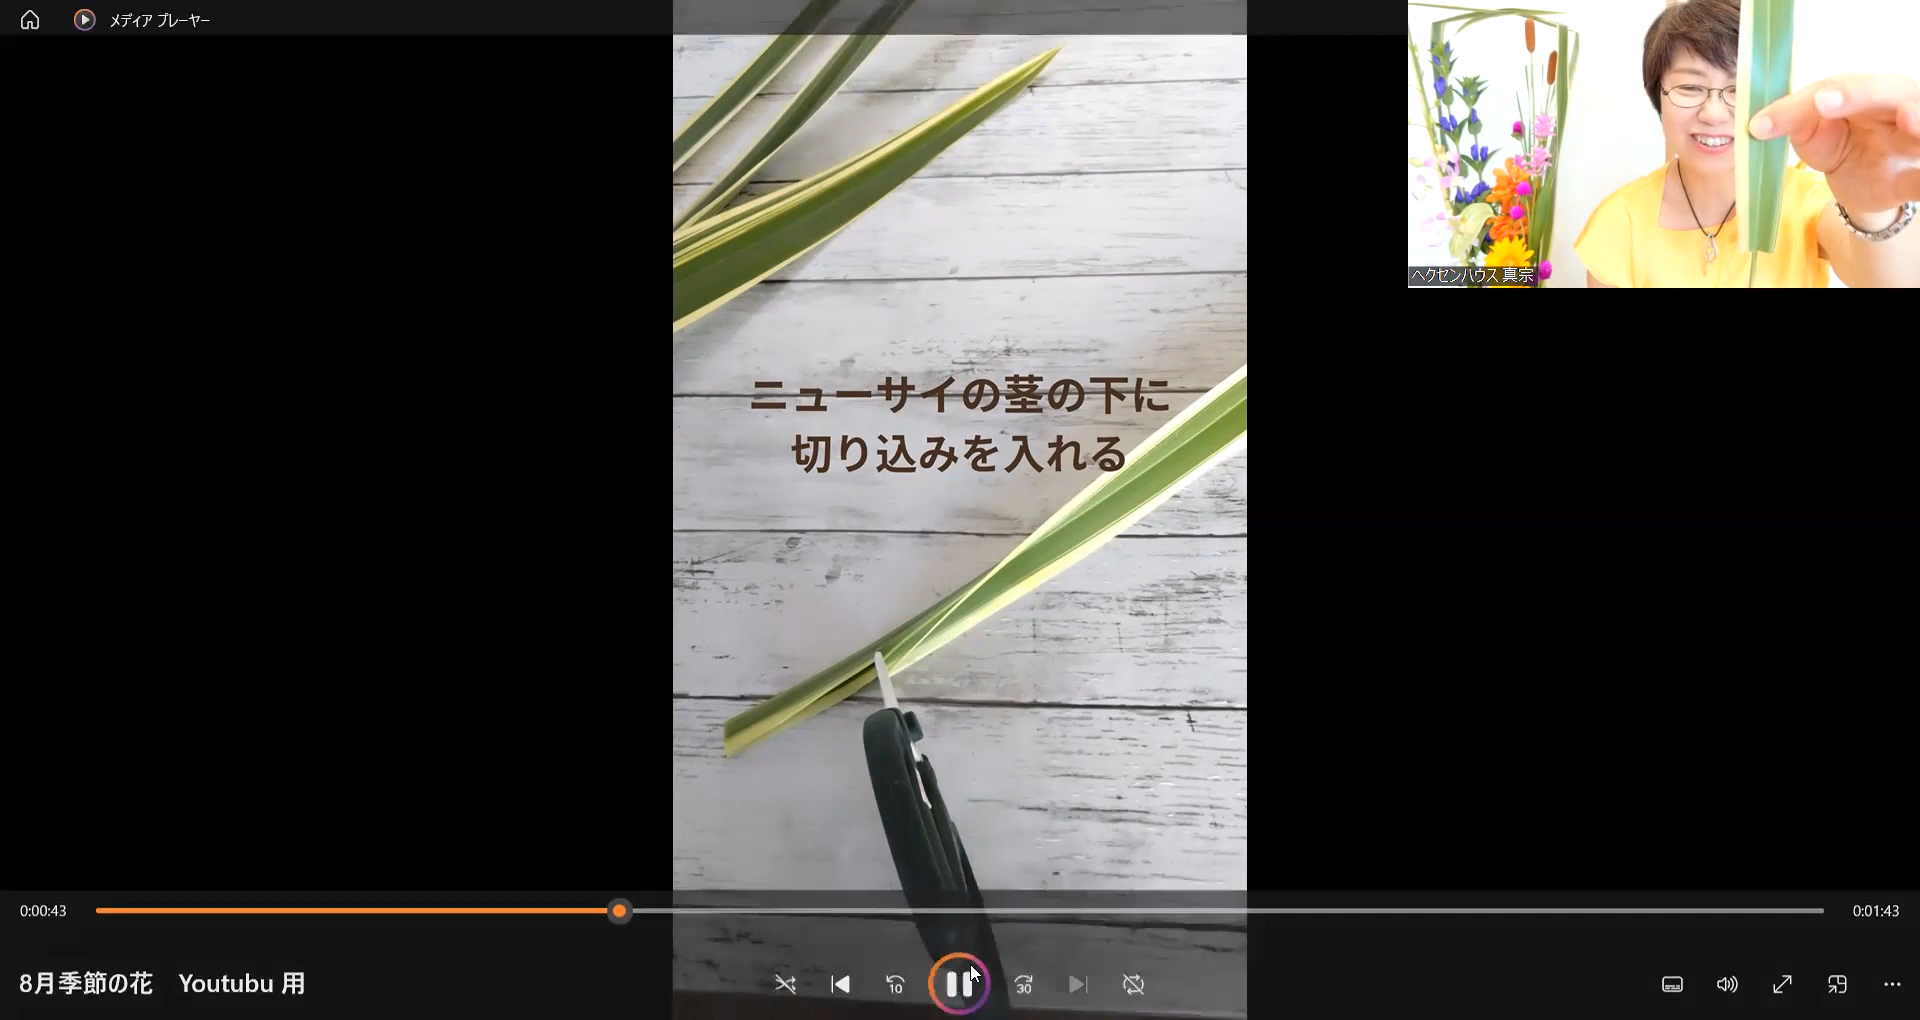 メディア プレーヤー
ヘクセンハウス 真宗
ニューサイの茎の下に
切り込みを入れる
0:00:43
0:01:43
8月季節の花 Youtubu 用
10
30